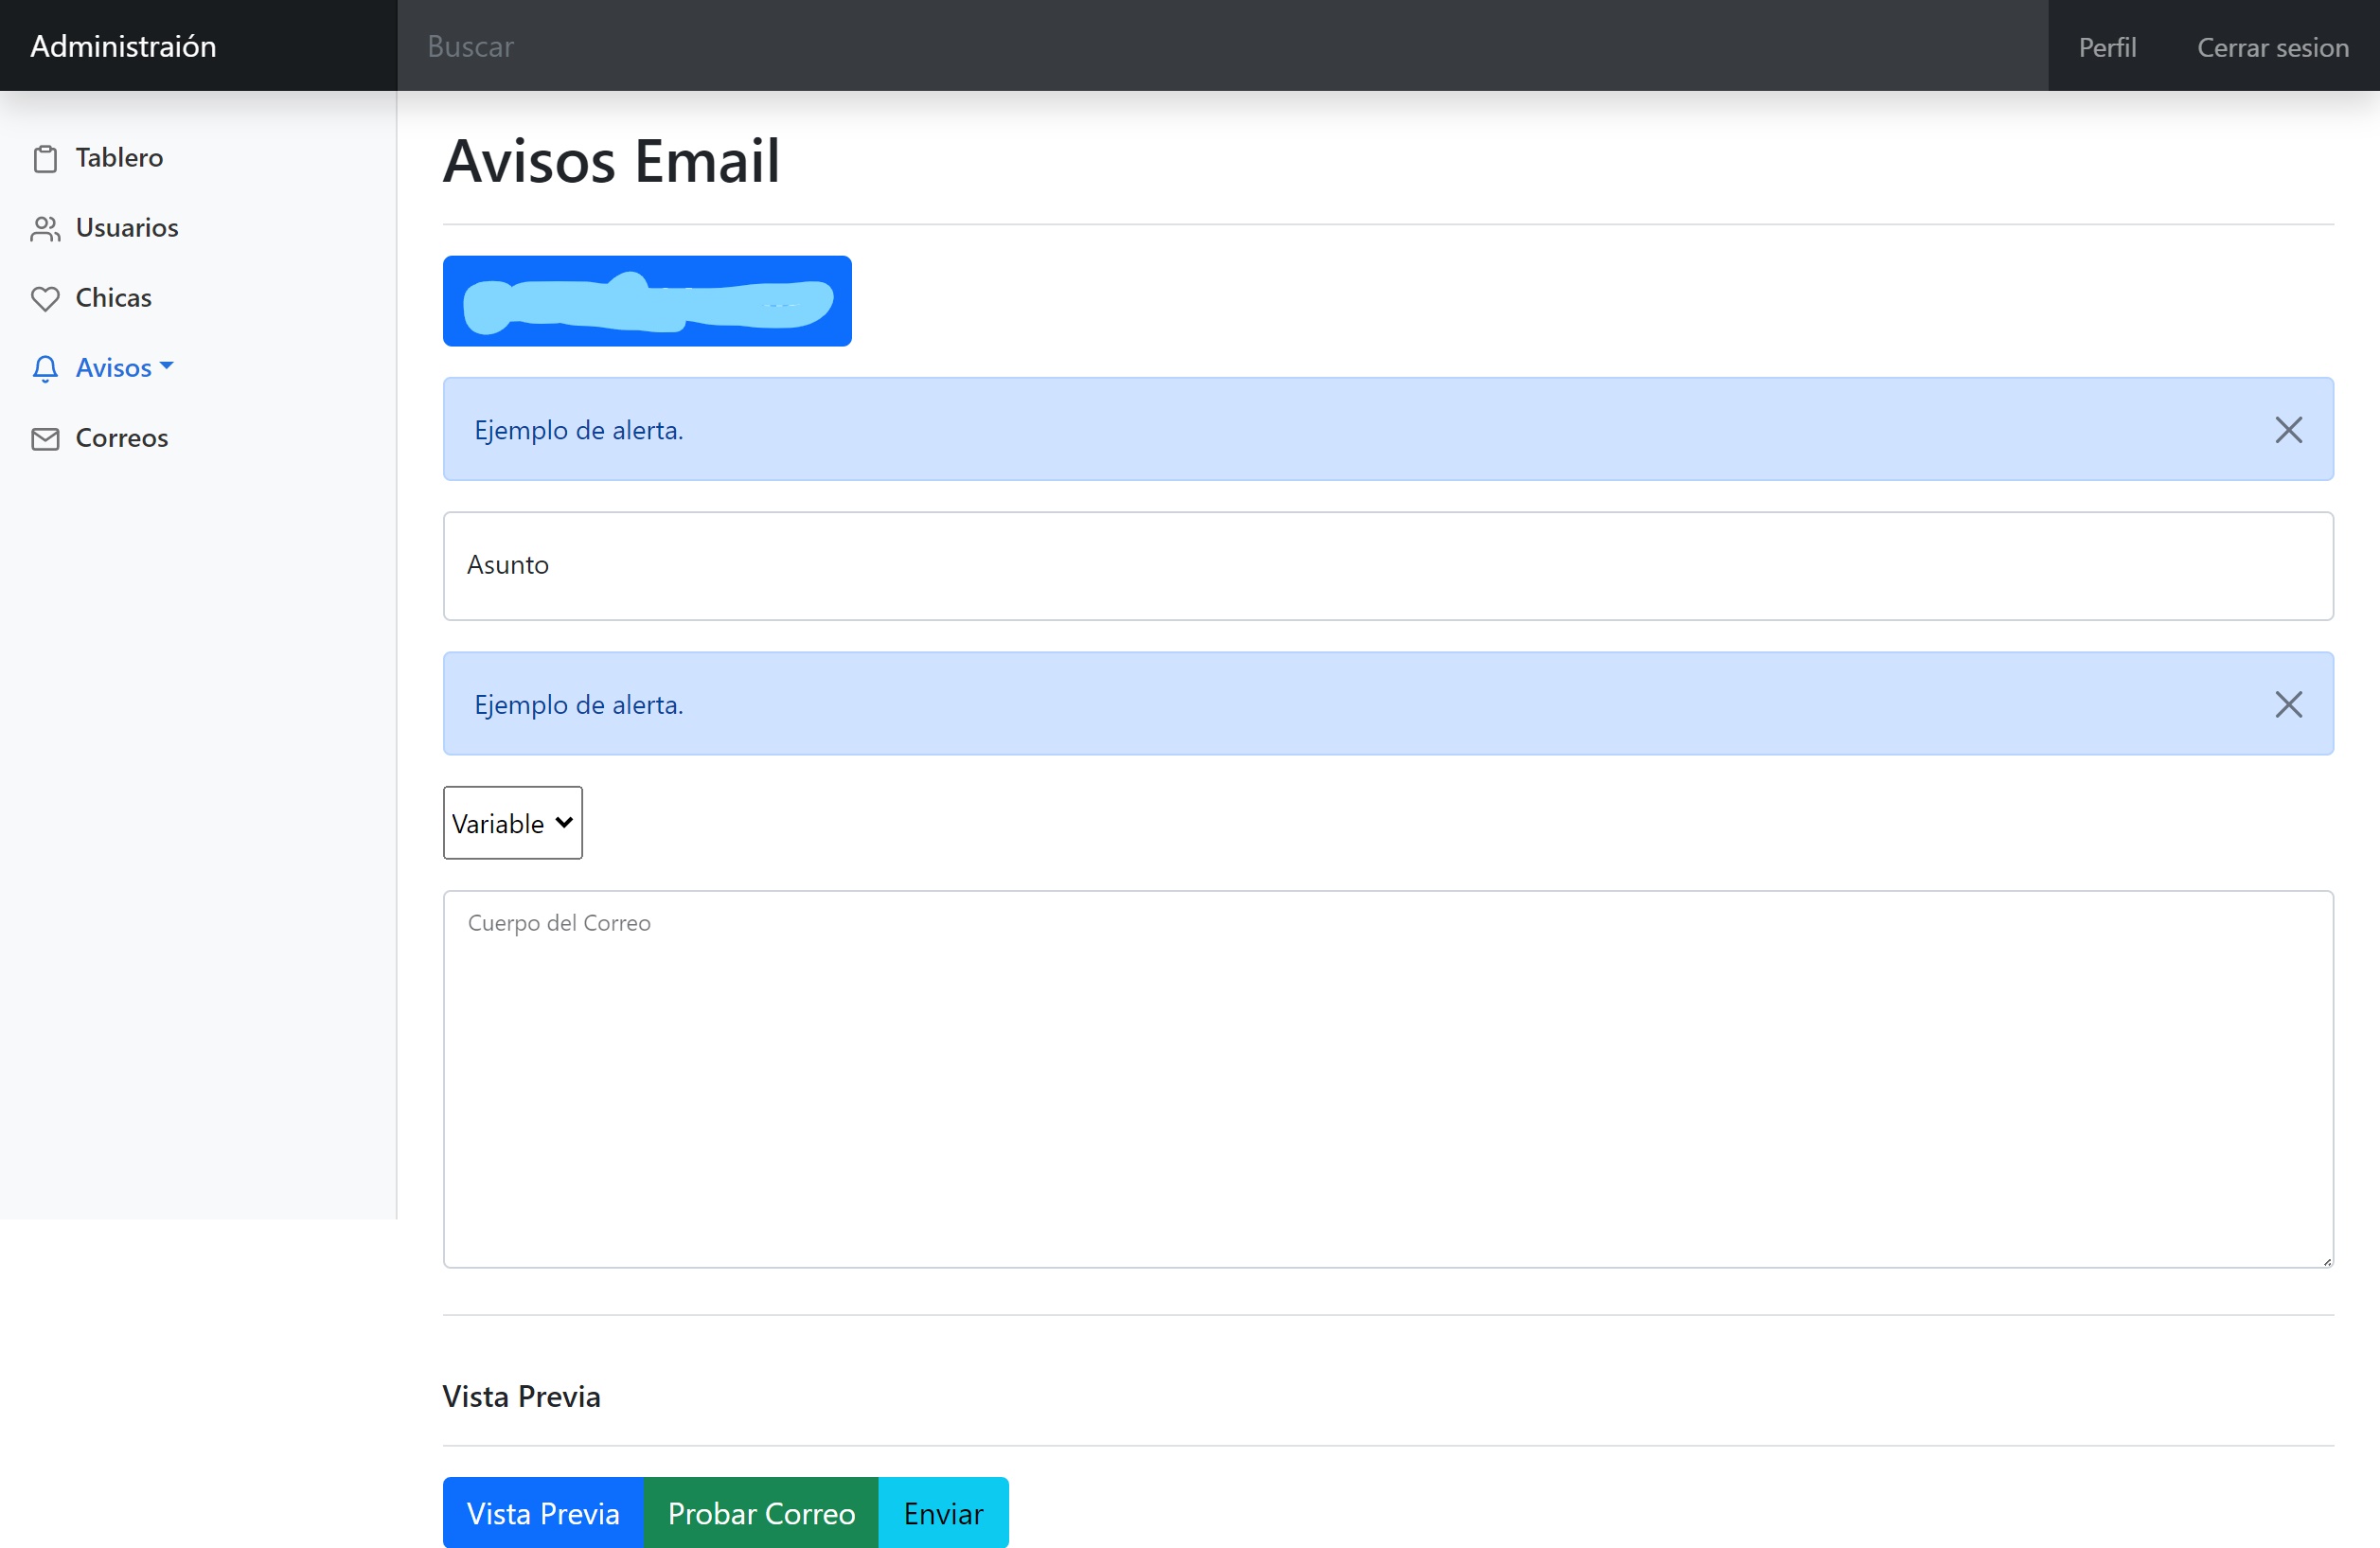 Administraión
Buscar
Perfil
Cerrar sesion
Tablero
Usuarios
Chicas
Avisos
Correos
Avisos Email
Ejemplo de alerta.
Asunto
Ejemplo de alerta.
Variable
Cuerpo del Correo
Vista Previa
Vista Previa
Probar Correo
Enviar